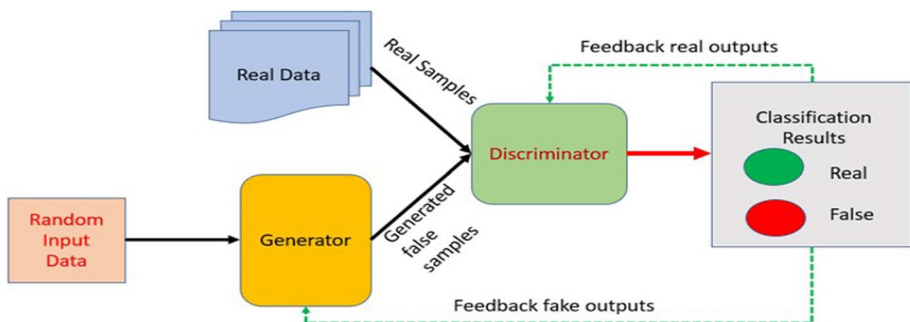 Real Data
Real Samples
Feedback real outputs
Discriminator
Classification
Results
Real
False
Random
Input
Data
Generator
Generated
false
samples
Feedback fake outputs